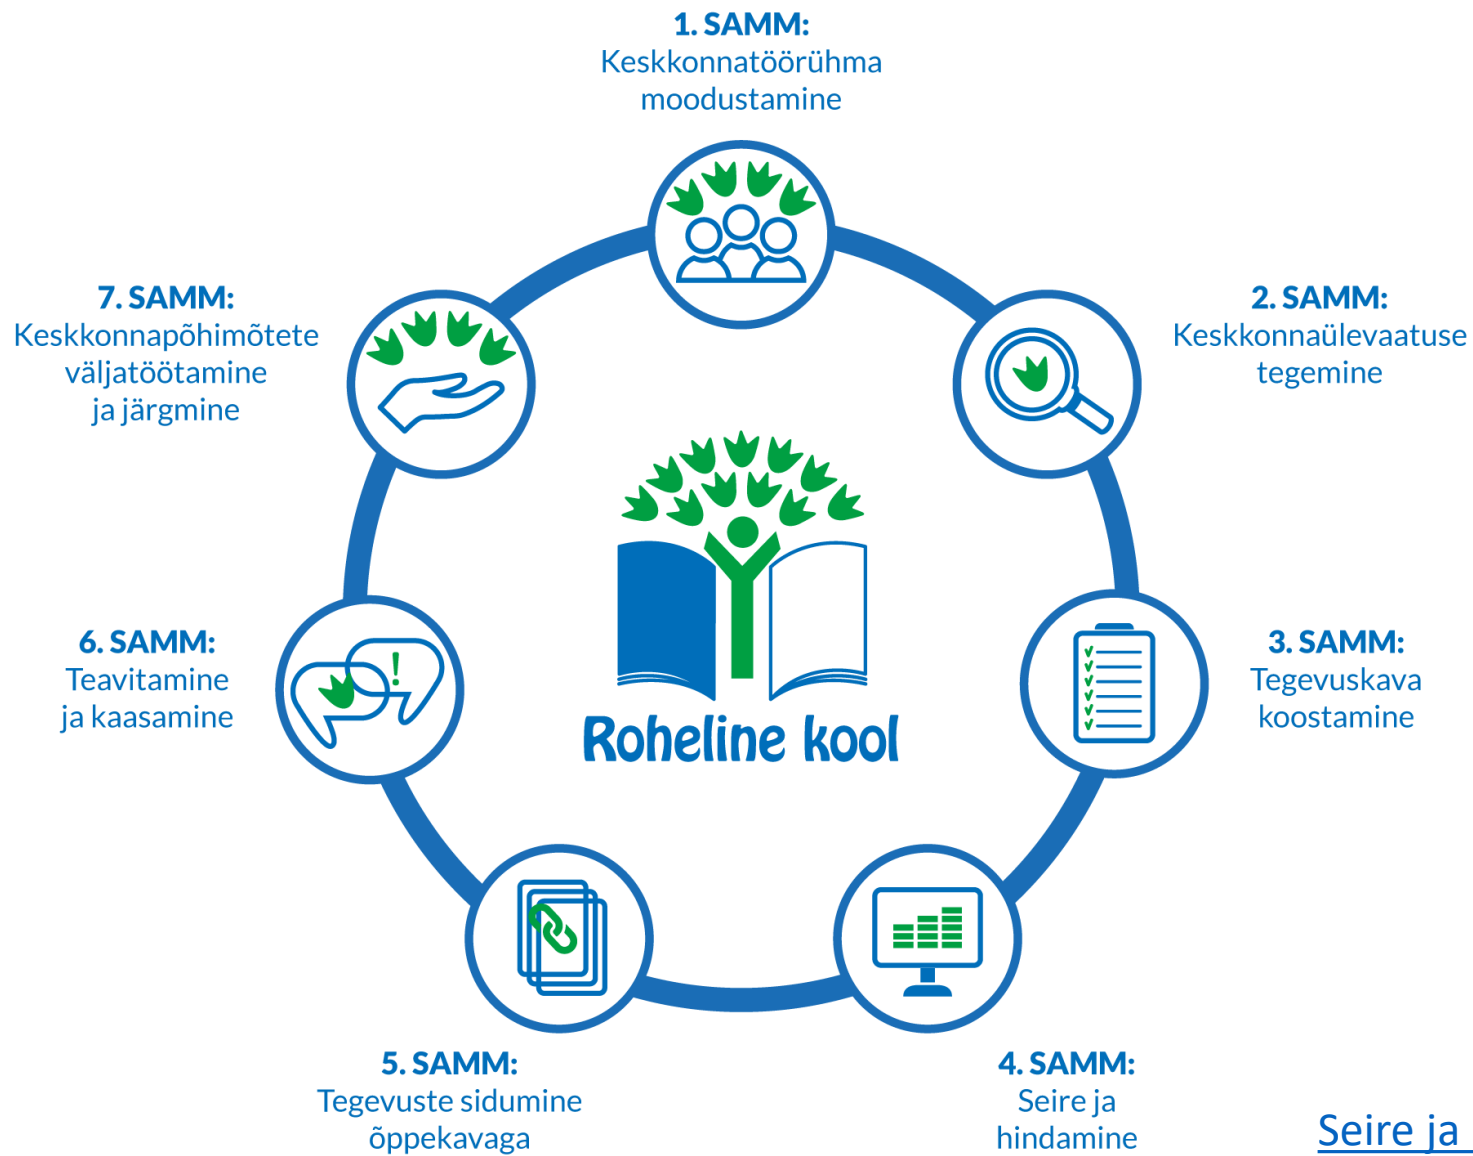 1. SAMM:
Keskkonnatöörühma
moodustamine
2. SAMM:
Keskkonnaülevaatuse
tegemine
3. SAMM:
Tegevuskava
koostamine
4. SAMM:
Seire ja
hindamine
5. SAMM:
Tegevuste sidumine
õppekavaga
6. SAMM:
Teavitamine
ja kaasamine
7. SAMM:
Keskkonnapõhimõtete
väljatöötamine
ja järgmine
!
Roheline kool
Seire ja